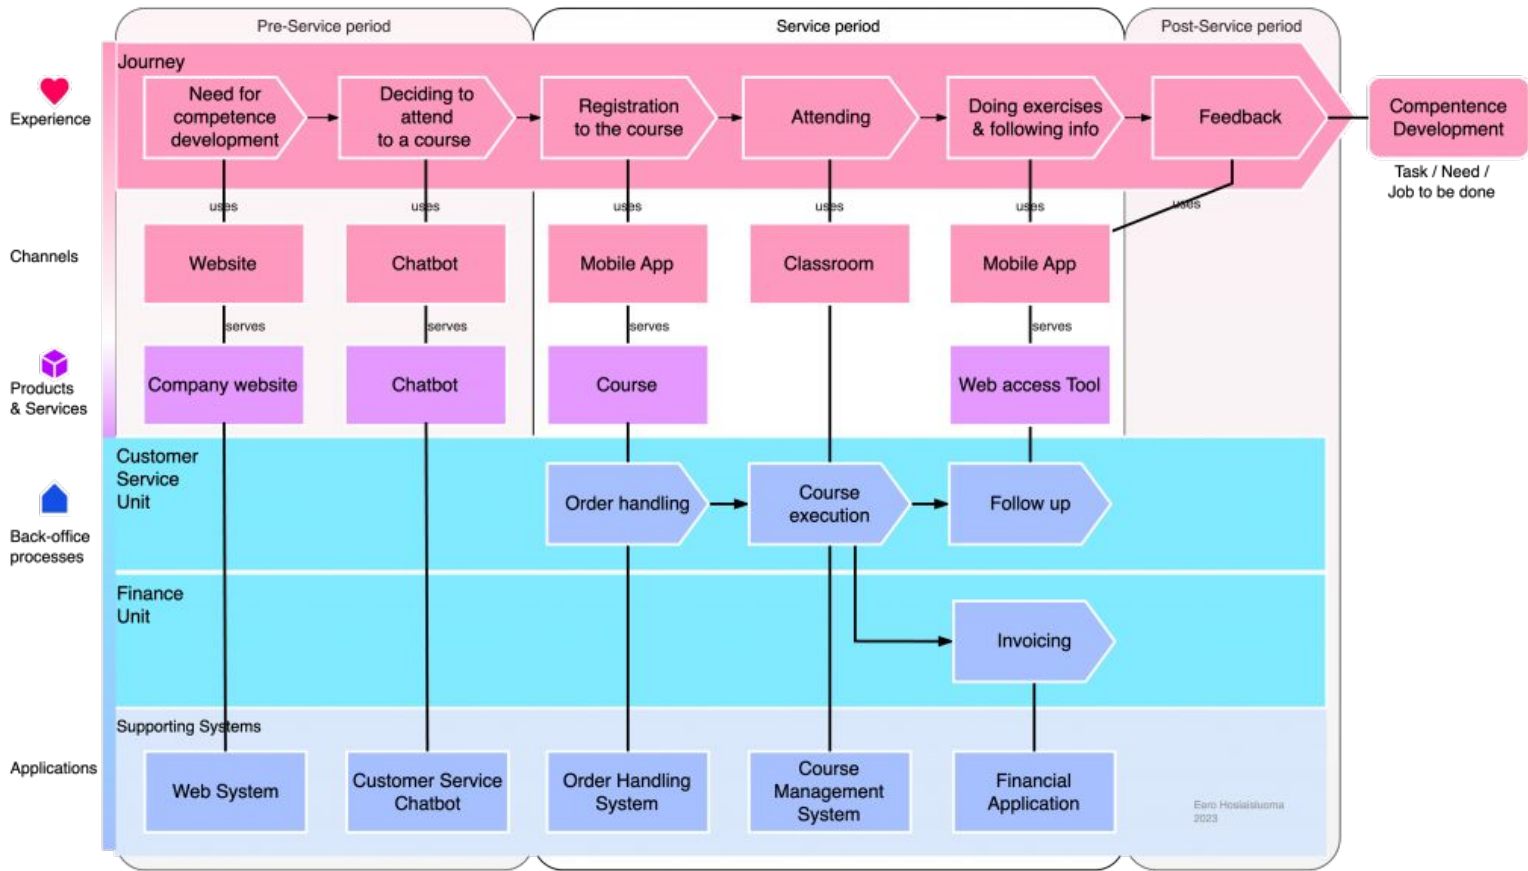 Pre-Service period
Service period
Post-Service period
Journey
Experience
Need for
competence
development
Deciding to
attend
to a course
Registration
to the course
Attending
Doing exercises
& following info
Feedback
Compentence
Development
Task / Need /
Job to be done
uses
uses
uses
uses
uses
uses
Channels
Website
Chatbot
Mobile App
Classroom
Mobile App
serves
serves
serves
serves
Products
& Services
Company website
Chatbot
Course
Web access Tool
Customer
Service
Unit
Back-office
processes
Order handling
Course
execution
Follow up
Finance
Unit
Invoicing
Supporting Systems
Applications
Web System
Customer Service
Chatbot
Order Handling
System
Course
Management
System
Financial
Application
Eero Hosiaisluoma
2023